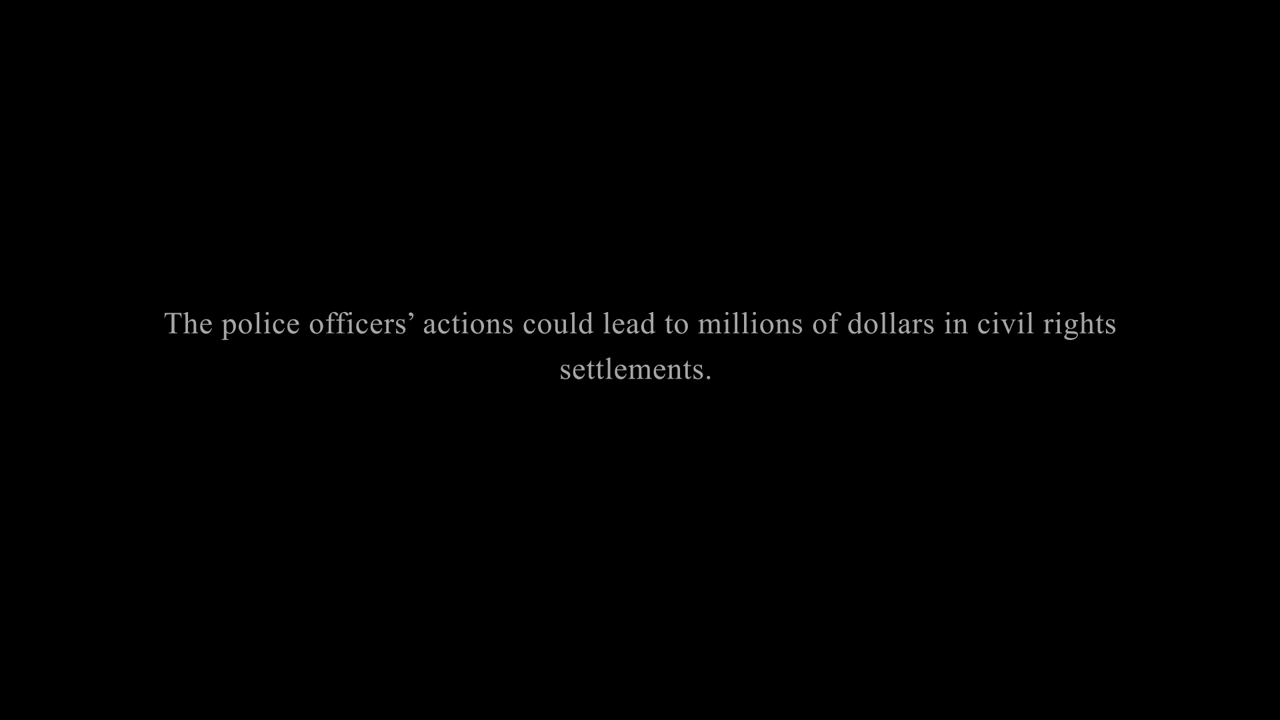 The police officers’ actions could lead to millions of dollars in civil rights
settlements.